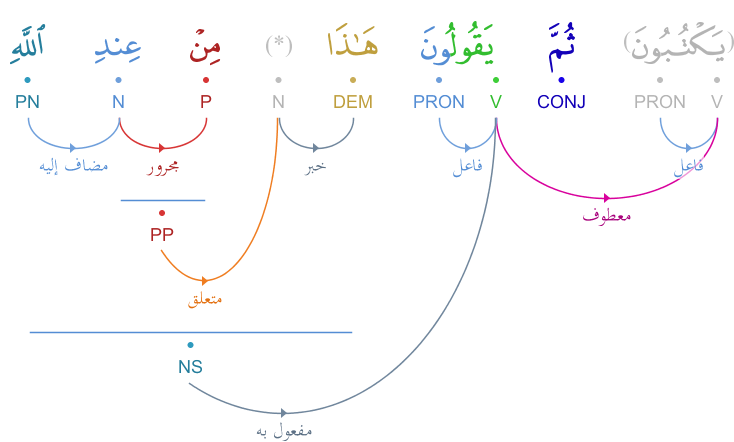 (يَكْتُبُونَ) ثُمَّ يَقُولُونَ هَـٰذَا (*) مِنْ عِندِ ٱللَّهِ
V PRON CONJ V PRON DEM N P N PN
فاعل فاعل خبر مجرور مضاف إليه
معطوف
PP
متعلق
NS
مفعول به